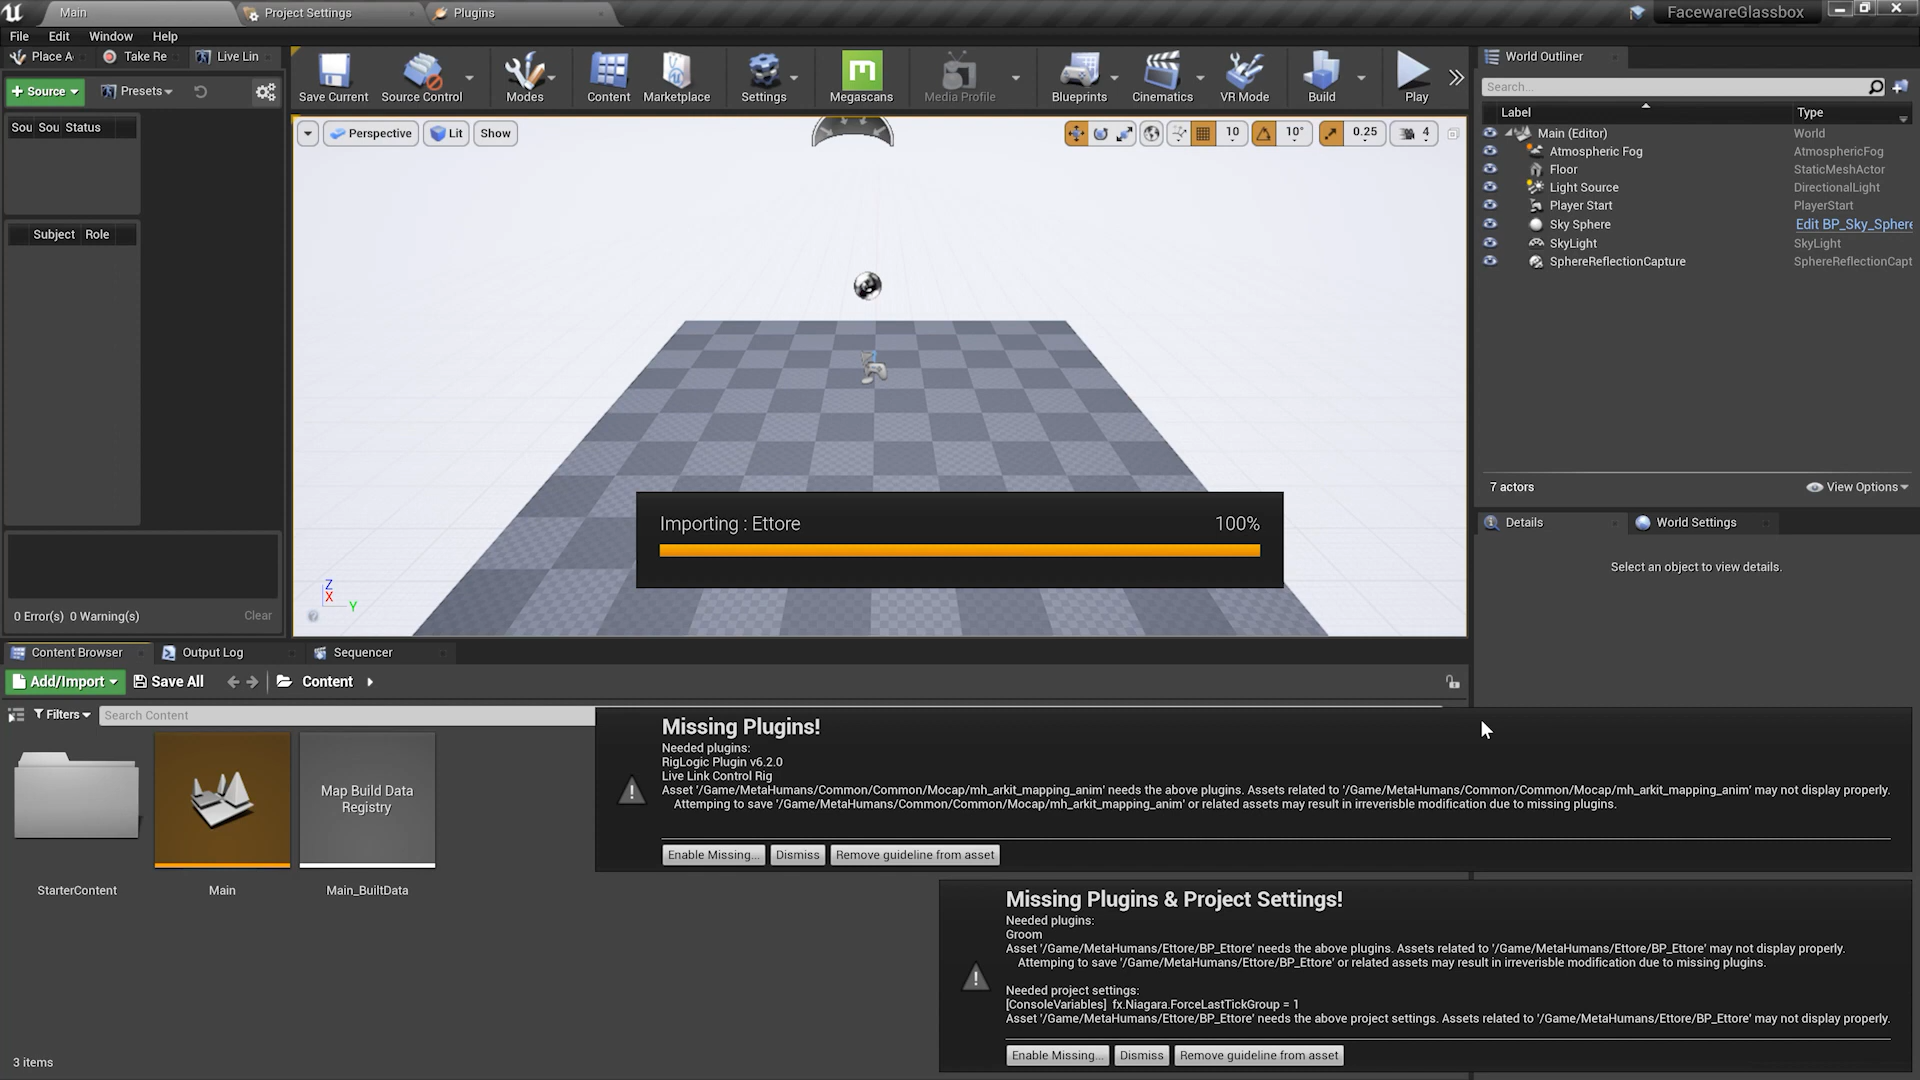 Main
Project Settings
Plugins
FacewareGlassbox
File Edit Window Help
Place A
Take Re
Live Lin
Source
Presets
Sou Sou Status
Subject Role
0 Error(s) 0 Warning(s)
Clear
Save Current
Source Control
Modes
Content
Marketplace
Settings
Megascans
Media Profile
Blueprints
Cinematics
VR Mode
Build
Play
Perspective
Lit
Show
10
10°
0.25
4
Z
X
Y
Importing : Ettore 100%
World Outliner
Search...
Label Type
Main (Editor) World
Atmospheric Fog AtmosphericFog
Floor StaticMeshActor
Light Source DirectionalLight
Player Start PlayerStart
Sky Sphere Edit BP_Sky_Sphere
SkyLight SkyLight
SphereReflectionCapture SphereReflectionCapt
7 actors
View Options
Details
World Settings
Select an object to view details.
Content Browser
Output Log
Sequencer
Add/Import
Save All
Content
Filters
Search Content
Map Build Data
Registry
StarterContent
Main
Main_BuiltData
3 items
Missing Plugins!
Needed plugins:
RigLogic Plugin v6.2.0
Live Link Control Rig
Asset '/Game/MetaHumans/Common/Common/Mocap/mh_arkit_mapping_anim' needs the above plugins. Assets related to '/Game/MetaHumans/Common/Common/Mocap/mh_arkit_mapping_anim' may not display properly.
Attemping to save '/Game/MetaHumans/Common/Common/Mocap/mh_arkit_mapping_anim' or related assets may result in irreverisble modification due to missing plugins.
Enable Missing...
Dismiss
Remove guideline from asset
Missing Plugins & Project Settings!
Needed plugins:
Groom
Asset '/Game/MetaHumans/Ettore/BP_Ettore' needs the above plugins. Assets related to '/Game/MetaHumans/Ettore/BP_Ettore' may not display properly.
Attemping to save '/Game/MetaHumans/Ettore/BP_Ettore' or related assets may result in irreverisble modification due to missing plugins.
Needed project settings:
[ConsoleVariables] fx.Niagara.ForceLastTickGroup = 1
Asset '/Game/MetaHumans/Ettore/BP_Ettore' needs the above project settings. Assets related to '/Game/MetaHumans/Ettore/BP_Ettore' may not display properly.
Enable Missing...
Dismiss
Remove guideline from asset